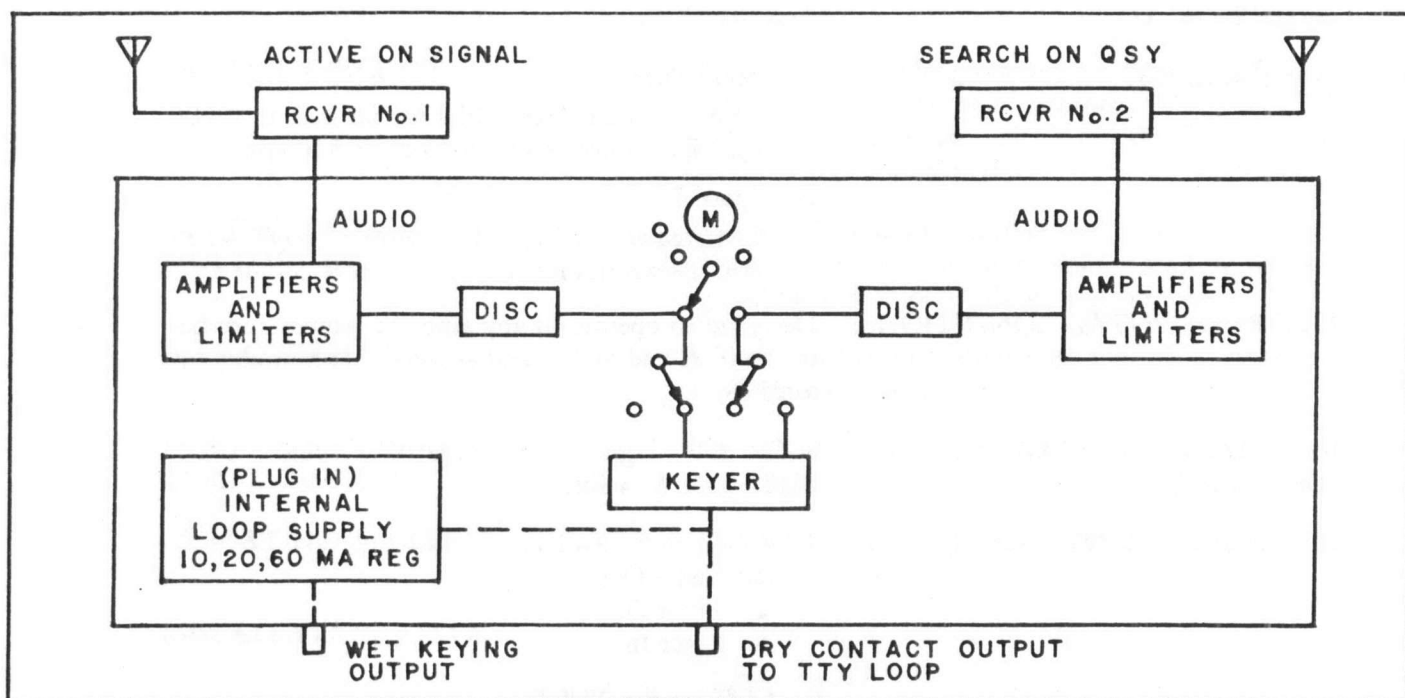 ACTIVE ON SIGNAL
SEARCH ON QSY
RCVR No. 1
RCVR No. 2
AUDIO
M
AUDIO
AMPLIFIERS
AND
LIMITERS
DISC
DISC
AMPLIFIERS
AND
LIMITERS
(PLUG IN)
INTERNAL
LOOP SUPPLY
10,20,60 MA REG
KEYER
WET KEYING
OUTPUT
DRY CONTACT OUTPUT
TO TTY LOOP